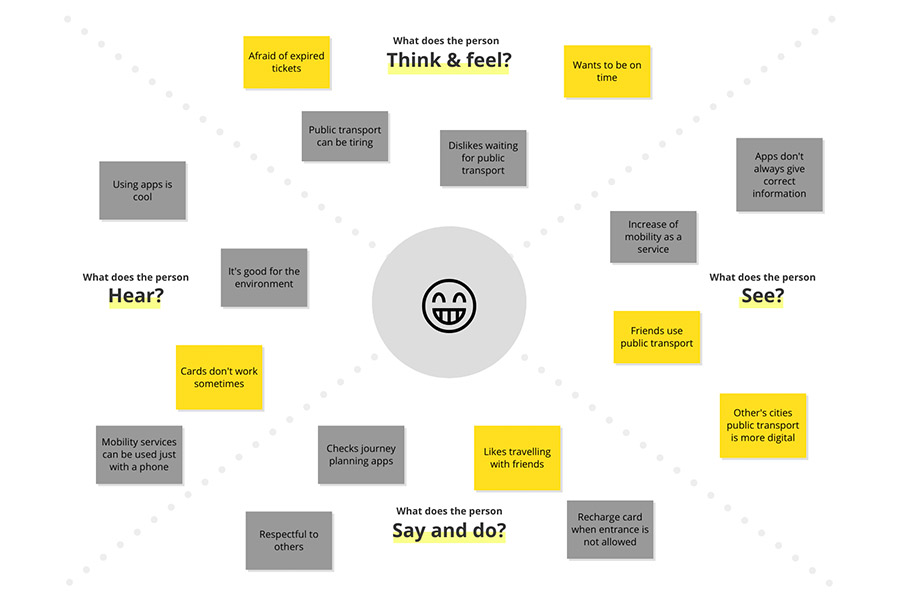 What does the person
Think & feel?
Afraid of expired
tickets
Wants to be on
time
Public transport
can be tiring
Dislikes waiting
for public
transport
Using apps is
cool
It's good for the
environment
What does the person
Hear?
Cards don't work
sometimes
Mobility services
can be used just
with a phone
Apps don't
always give
correct
information
Increase of
mobility as a
service
What does the person
See?
Friends use
public transport
Other's cities
public transport
is more digital
Checks journey
planning apps
Likes travelling
with friends
What does the person
Say and do?
Respectful to
others
Recharge card
when entrance is
not allowed